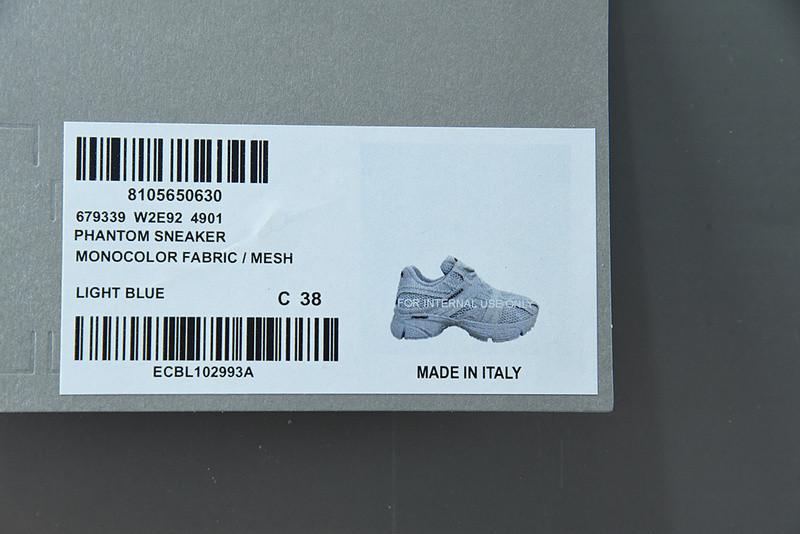 8105650630
679339 W2E92 4901
PHANTOM SNEAKER
MONOCOLOR FABRIC / MESH
LIGHT BLUE
C 38
ECBL102993A
FOR INTERNAL USE ONLY
MADE IN ITALY